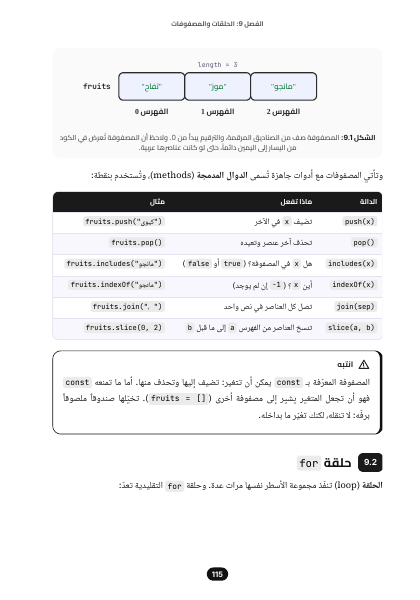 الفصل 9: الحلقات والمصفوفات
length = 3
fruits "تفاح" "موز" "مانجو"
الفهرس 0 الفهرس 1 الفهرس 2
الشكل 9.1: المصفوفة صف من الصناديق المرقمة، والترقيم يبدأ من 0. ولاحظ أن المصفوفة تُعرض في الكود
من اليسار إلى اليمين دائماً، حتى لو كانت عناصرها عربية.
وتأتي المصفوفات مع أدوات جاهزة تُسمى الدوال المدمجة (methods)، وتُستخدم بنقطة:
الدالة ماذا تفعل مثال
push(x) تضيف x في الآخر fruits.push("كيوي")
pop() تحذف آخر عنصر وتعيده fruits.pop()
includes(x) هل x في المصفوفة؟ (true أو false) fruits.includes("مانجو")
indexOf(x) أين x ؟ (-1 إن لم يوجد) fruits.indexOf("مانجو")
join(sep) تصل كل العناصر في نص واحد fruits.join("، ")
slice(a, b) تنسخ العناصر من الفهرس a إلى ما قبل b fruits.slice(0, 2)
انتبه
المصفوفة المعرّفة بـ const يمكن أن تتغير: تضيف إليها وتحذف منها. أما ما تمنعه const
فهو أن تجعل المتغير يشير إلى مصفوفة أخرى (fruits = []). تخيّلها صندوقاً ملصوقاً
برفّه: لا تنقله، لكنك تغيّر ما بداخله.
9.2 حلقة for
الحلقة (loop) تنفّذ مجموعة الأسطر نفسها مرات عدة. وحلقة for التقليدية تعدّ:
115